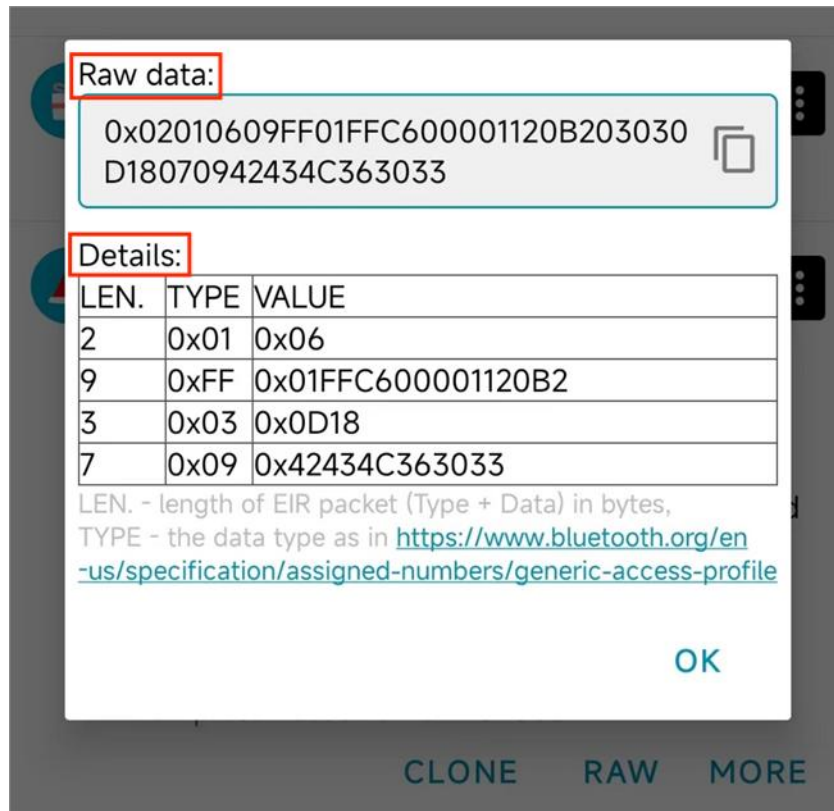 Raw data:
0x02010609FF01FFC600001120B203030
D18070942434C363033
Details:
LEN. TYPE VALUE
2 0x01 0x06
9 0xFF 0x01FFC600001120B2
3 0x03 0x0D18
7 0x09 0x42434C363033
LEN. - length of EIR packet (Type + Data) in bytes,
TYPE - the data type as in https://www.bluetooth.org/en
-us/specification/assigned-numbers/generic-access-profile
OK
CLONE RAW MORE